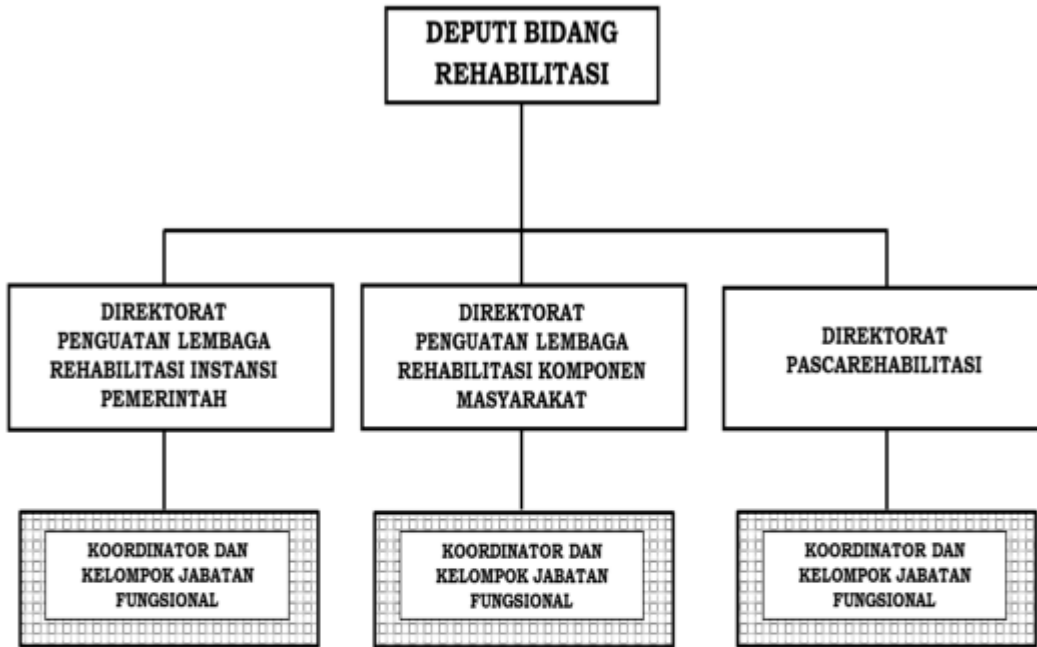 DEPUTI BIDANG
REHABILITASI
DIREKTORAT
PENGUATAN LEMBAGA
REHABILITASI INSTANSI
PEMERINTAH
DIREKTORAT
PENGUATAN LEMBAGA
REHABILITASI KOMPONEN
MASYARAKAT
DIREKTORAT
PASCAREHABILITASI
KOORDINATOR DAN
KELOMPOK JABATAN
FUNGSIONAL
KOORDINATOR DAN
KELOMPOK JABATAN
FUNGSIONAL
KOORDINATOR DAN
KELOMPOK JABATAN
FUNGSIONAL